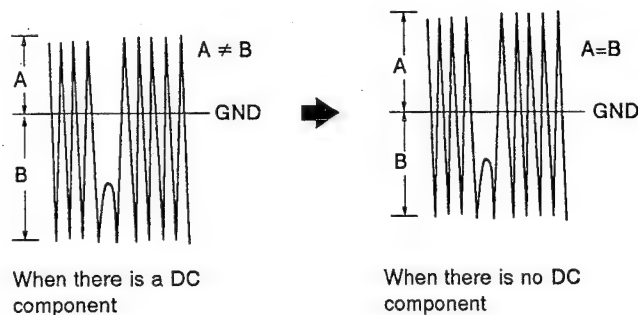 A
A ≠ B
GND
B
When there is a DC
component
A
A=B
GND
B
When there is no DC
component